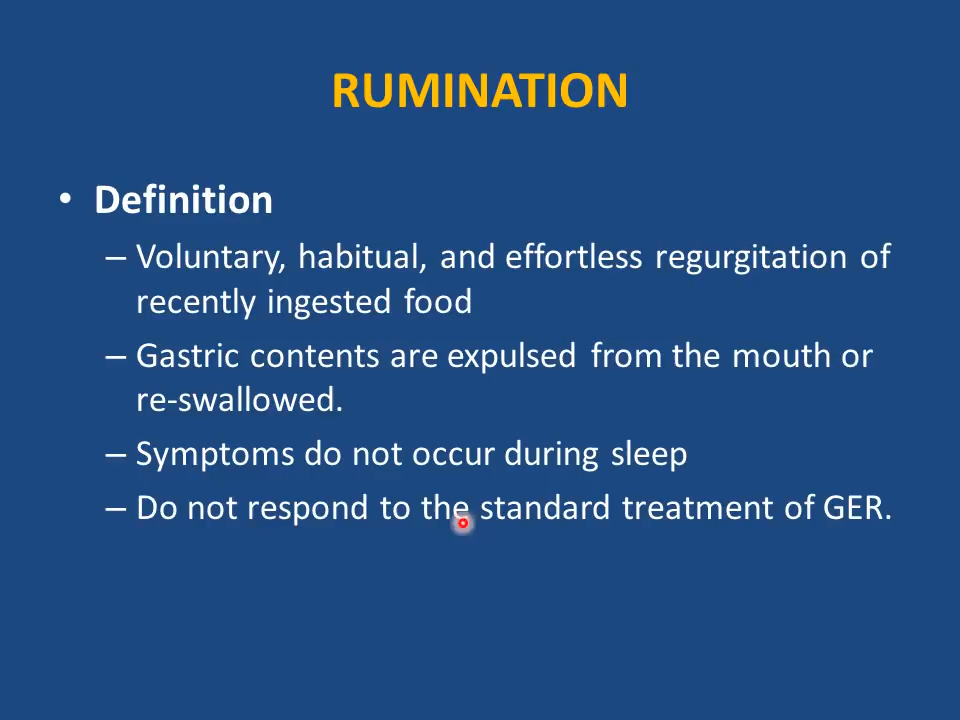 RUMINATION
• Definition
– Voluntary, habitual, and effortless regurgitation of
recently ingested food
– Gastric contents are expulsed from the mouth or
re-swallowed.
– Symptoms do not occur during sleep
– Do not respond to the standard treatment of GER.